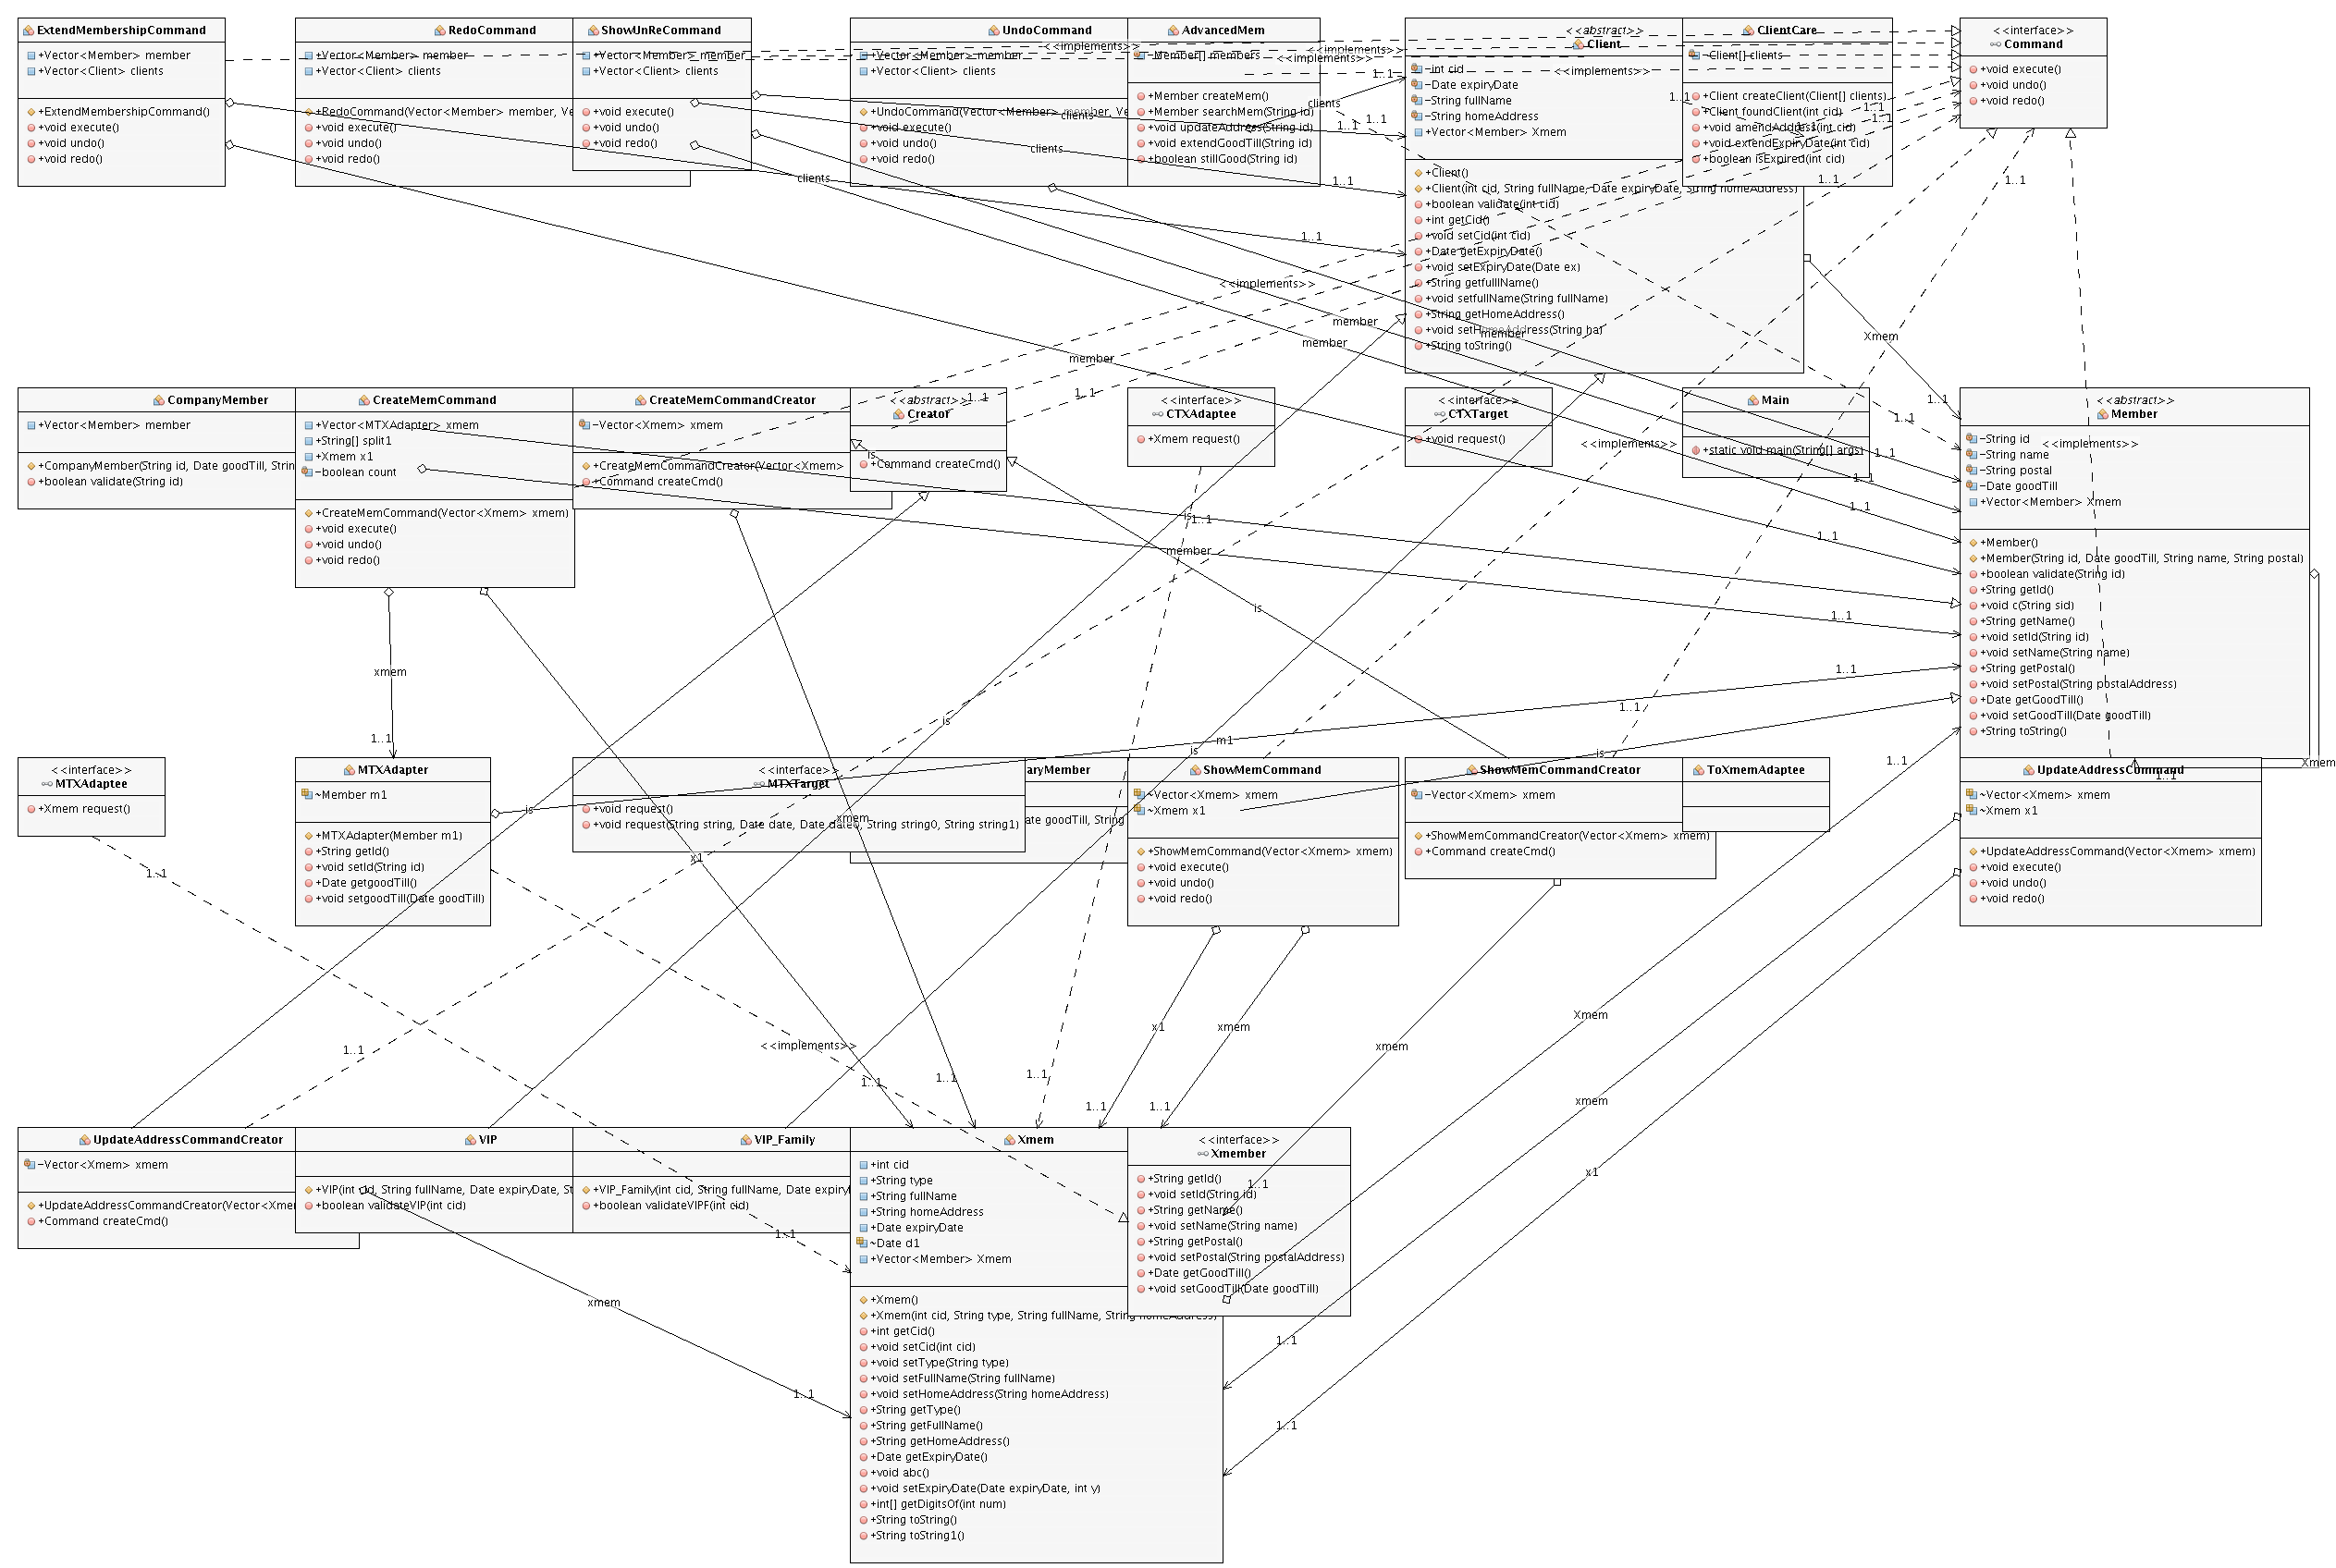 ExtendMembershipCommand
+Vector<Member> member
+Vector<Client> clients
+ExtendMembershipCommand()
+void execute()
+void undo()
+void redo()
RedoCommand
+Vector<Member> member
+Vector<Client> clients
+RedoCommand(Vector<Member> member, Ve
+void execute()
+void undo()
+void redo()
ShowUnReCommand
+Vector<Member> member
+Vector<Client> clients
+void execute()
+void undo()
+void redo()
UndoCommand
+Vector<Member> member
+Vector<Client> clients
+UndoCommand(Vector<Member> member, Ve
+void execute()
+void undo()
+void redo()
AdvancedMem
-Member[] members
+Member createMem()
+Member searchMem(String id)
+void updateAddress(String id)
+void extendGoodTill(String id)
+boolean stillGood(String id)
<<abstract>>
Client
-int cid
-Date expiryDate
-String fullName
-String homeAddress
+Vector<Member> Xmem
+Client()
+Client(int cid, String fullName, Date expiryDate, String homeAddress)
+boolean validate(int cid)
+int getCid()
+void setCid(int cid)
+Date getExpiryDate()
+void setExpiryDate(Date ex)
+String getfulllName()
+void setfullName(String fullName)
+String getHomeAddress()
+void setHomeAddress(String ha)
+String toString()
ClientCare
-Client[] clients
+Client createClient(Client[] clients)
+Client foundClient(int cid)
+void amendAddress(int cid)
+void extendExpiryDate(int cid)
+boolean isExpired(int cid)
<<interface>>
Command
+void execute()
+void undo()
+void redo()
<<implements>>
<<implements>>
<<implements>>
<<implements>>
clients
clients
clients
clients
1..1
1..1
1..1
1..1
1..1
1..1
1..1
1..1
1..1
1..1
1..1
<<implements>>
member
member
member
member
Xmem
CompanyMember
+Vector<Member> member
+CompanyMember(String id, Date goodTill, Strin
+boolean validate(String id)
CreateMemCommand
+Vector<MTXAdapter> xmem
+String[] split1
+Xmem x1
-boolean count
+CreateMemCommand(Vector<Xmem> xmem)
+void execute()
+void undo()
+void redo()
CreateMemCommandCreator
-Vector<Xmem> xmem
+CreateMemCommandCreator(Vector<Xmem>
+Command createCmd()
<<abstract>>
Creator
+Command createCmd()
<<interface>>
CTXAdaptee
+Xmem request()
<<interface>>
CTXTarget
+void request()
Main
+static void main(String[] args)
<<abstract>>
Member
-String id
-String name
-String postal
-Date goodTill
+Vector<Member> Xmem
+Member()
+Member(String id, Date goodTill, String name, String postal)
+boolean validate(String id)
+String getId()
+void c(String sid)
+String getName()
+void setId(String id)
+void setName(String name)
+String getPostal()
+void setPostal(String postalAddress)
+Date getGoodTill()
+void setGoodTill(Date goodTill)
+String toString()
1..1
1..1
is
<<implements>>
<<implements>>
1..1
1..1
1..1
1..1
1..1
1..1
is
1..1
member
is
1..1
xmem
1..1
1..1
is
1..1
m1
is
is
1..1
Xmem
1..1
<<interface>>
MTXAdaptee
+Xmem request()
MTXAdapter
~Member m1
+MTXAdapter(Member m1)
+String getId()
+void setId(String id)
+Date getgoodTill()
+void setgoodTill(Date goodTill)
<<interface>>
MTXTarget
+void request()
+void request(String string, Date date, Date date0, String string0, String string1)
aryMember
ate goodTill, String
ShowMemCommand
~Vector<Xmem> xmem
~Xmem x1
+ShowMemCommand(Vector<Xmem> xmem)
+void execute()
+void undo()
+void redo()
ShowMemCommandCreator
-Vector<Xmem> xmem
+ShowMemCommandCreator(Vector<Xmem> xmem)
+Command createCmd()
ToXmemAdaptee
UpdateAddressCommand
~Vector<Xmem> xmem
~Xmem x1
+UpdateAddressCommand(Vector<Xmem> xmem)
+void execute()
+void undo()
+void redo()
is
xmem
x1
1..1
1..1
<<implements>>
1..1
1..1
1..1
x1
xmem
1..1
1..1
xmem
Xmem
xmem
x1
UpdateAddressCommandCreator
-Vector<Xmem> xmem
+UpdateAddressCommandCreator(Vector<Xmem
+Command createCmd()
VIP
+VIP(int cid, String fullName, Date expiryDate, St
+boolean validateVIP(int cid)
VIP_Family
+VIP_Family(int cid, String fullName, Date expiryI
+boolean validateVIPF(int cid)
Xmem
+int cid
+String type
+String fullName
+String homeAddress
+Date expiryDate
~Date d1
+Vector<Member> Xmem
+Xmem()
+Xmem(int cid, String type, String fullName, String homeAddress)
+int getCid()
+void setCid(int cid)
+void setType(String type)
+void setFullName(String fullName)
+void setHomeAddress(String homeAddress)
+String getType()
+String getFullName()
+String getHomeAddress()
+Date getExpiryDate()
+void abc()
+void setExpiryDate(Date expiryDate, int y)
+int[] getDigitsOf(int num)
+String toString()
+String toString1()
<<interface>>
Xmember
+String getId()
+void setId(String id)
+String getName()
+void setName(String name)
+String getPostal()
+void setPostal(String postalAddress)
+Date getGoodTill()
+void setGoodTill(Date goodTill)
1..1
1..1
xmem
1..1
1..1
1..1